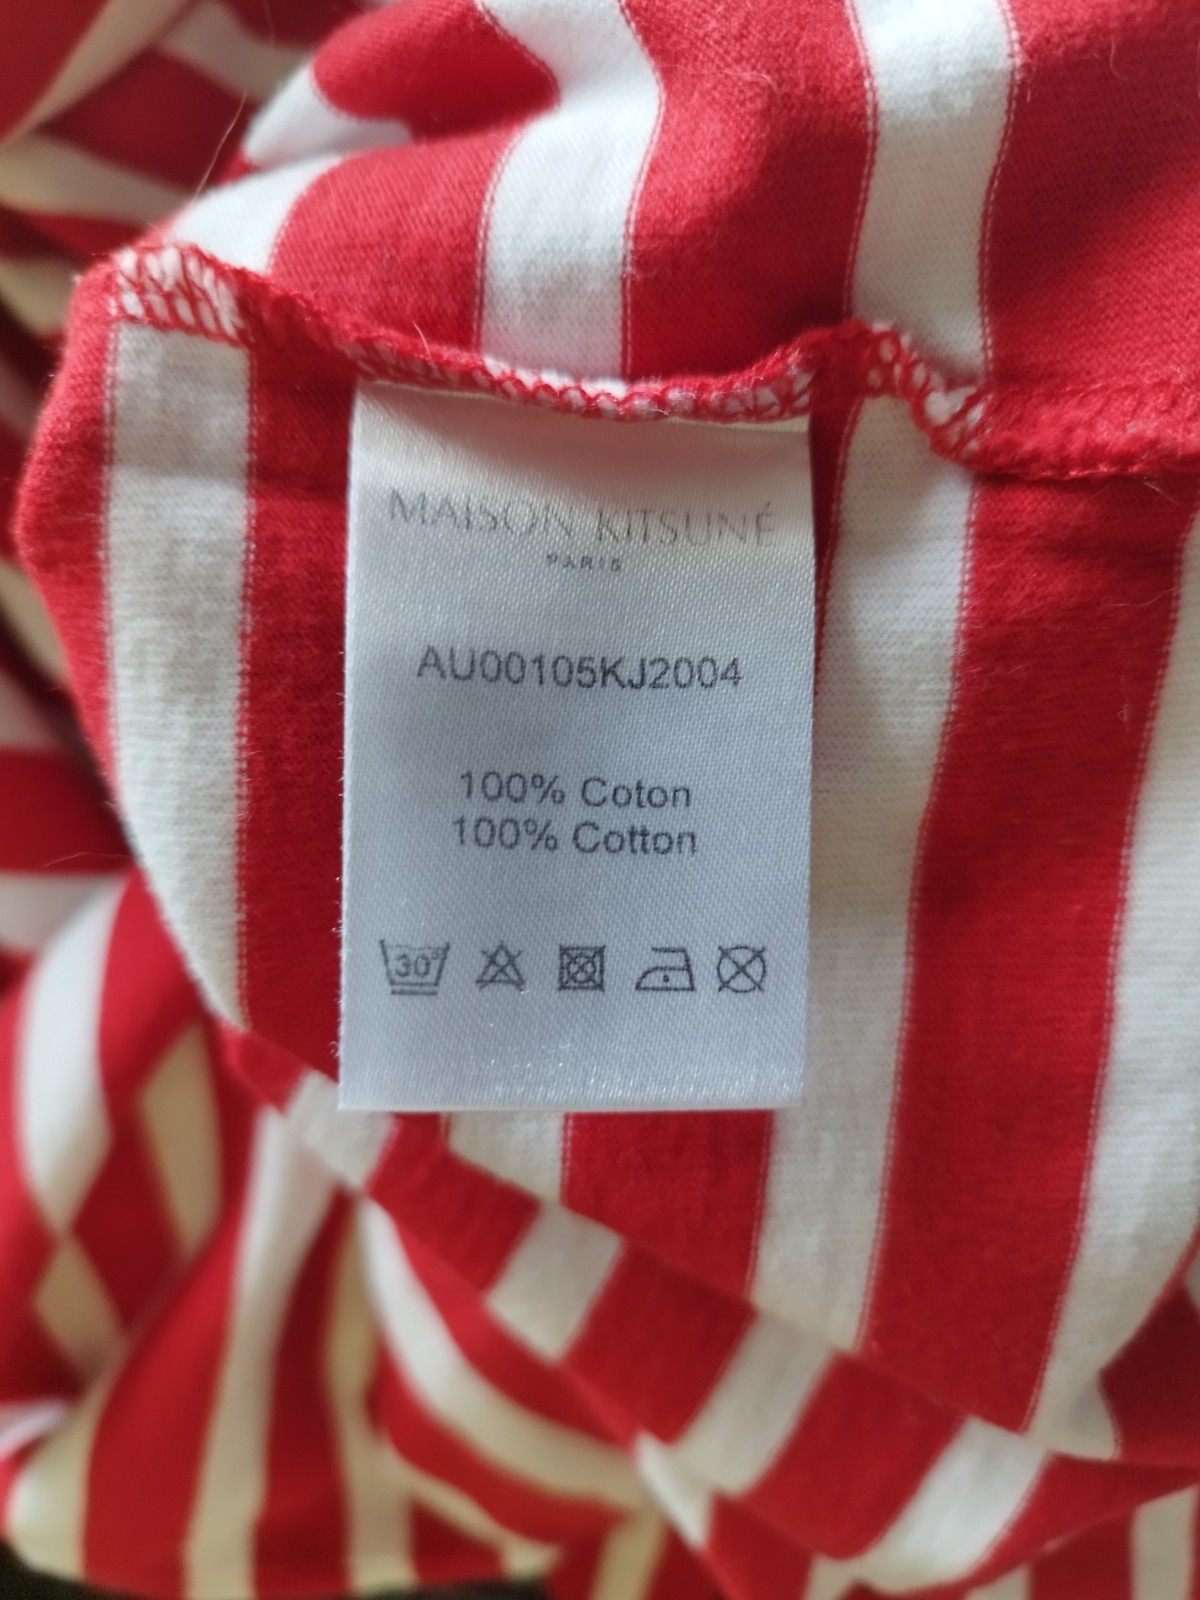 MAISON KITSUNÉ
PARIS
AU00105KJ2004
100% Coton
100% Cotton
30°